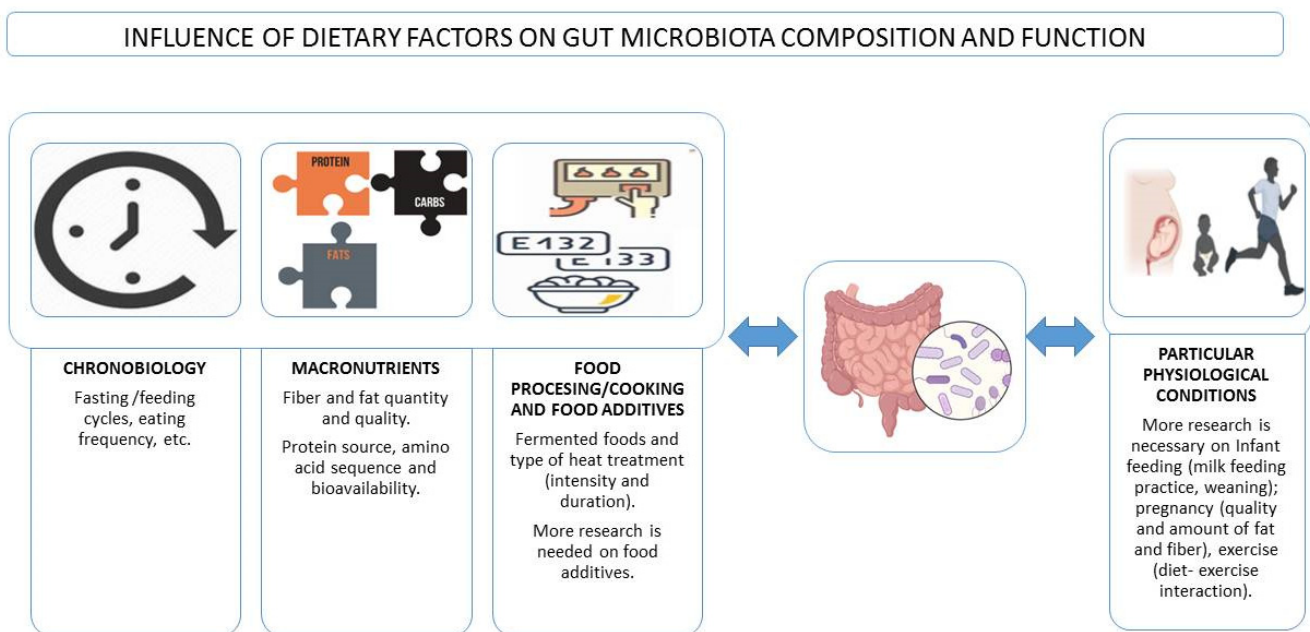 INFLUENCE OF DIETARY FACTORS ON GUT MICROBIOTA COMPOSITION AND FUNCTION
PROTEIN
CARBS
FATS
E 132
E 133
CHRONOBIOLOGY
Fasting /feeding
cycles, eating
frequency, etc.
MACRONUTRIENTS
Fiber and fat quantity
and quality.
Protein source, amino
acid sequence and
bioavailability.
FOOD
PROCESING/COOKING
AND FOOD ADDITIVES
Fermented foods and
type of heat treatment
(intensity and
duration).
More research is
needed on food
additives.
PARTICULAR
PHYSIOLOGICAL
CONDITIONS
More research is
necessary on Infant
feeding (milk feeding
practice, weaning);
pregnancy (quality
and amount of fat
and fiber), exercise
(diet- exercise
interaction).